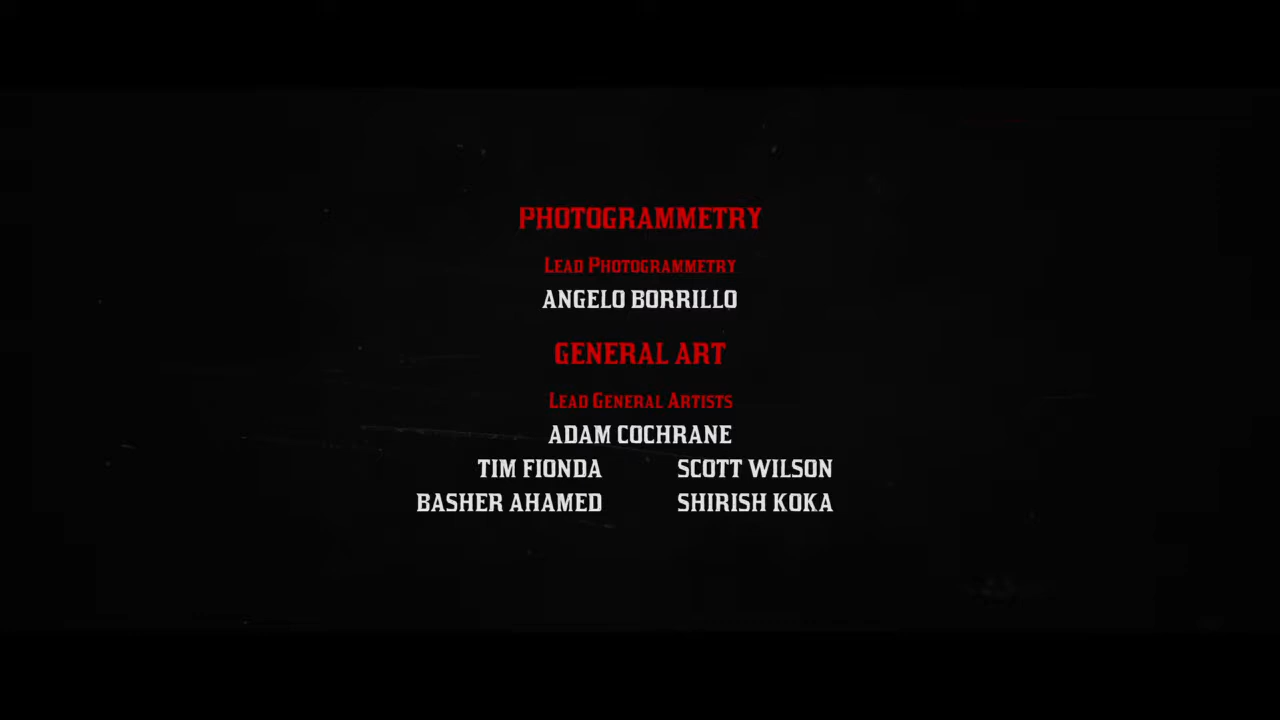 PHOTOGRAMMETRY
LEAD PHOTOGRAMMETRY
ANGELO BORRILLO
GENERAL ART
LEAD GENERAL ARTISTS
ADAM COCHRANE
TIM FIONDA SCOTT WILSON
BASHER AHAMED SHIRISH KOKA